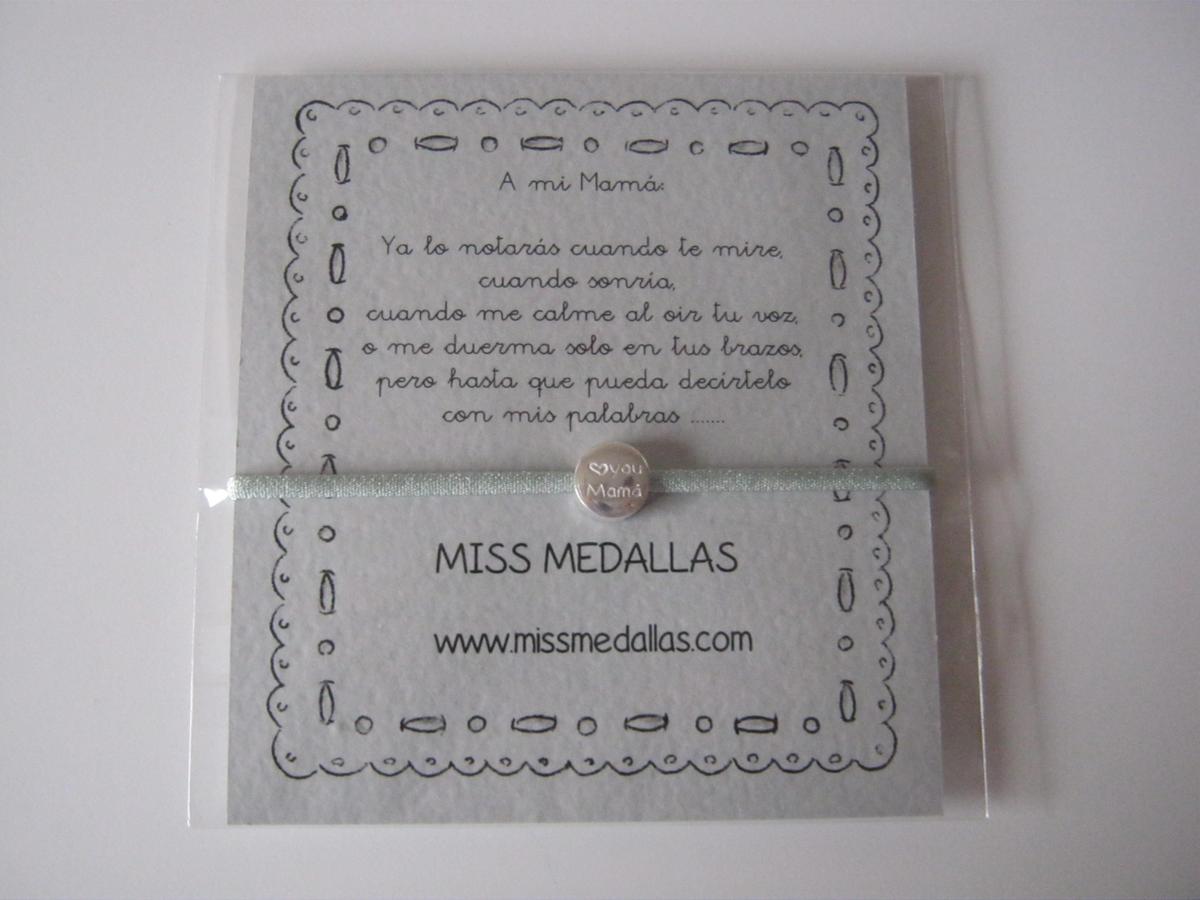 A mi Mamá:
Ya lo notarás cuando te mire,
cuando sonría,
cuando me calme al oir tu voz,
o me duerma solo en tus brazos,
pero hasta que pueda decírtelo
con mis palabras .......
♥you
Mamá
MISS MEDALLAS
www.missmedallas.com